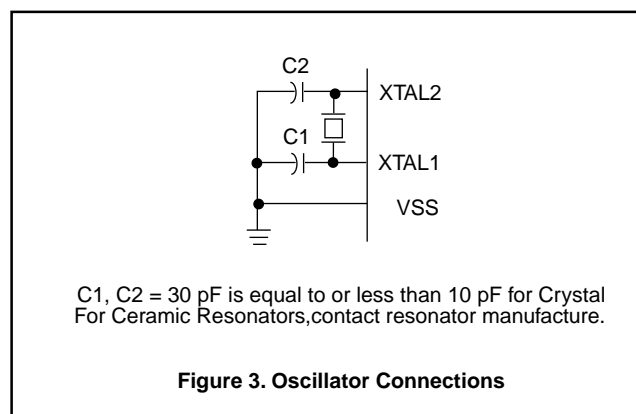 C2
XTAL2
C1
XTAL1
VSS
C1, C2 = 30 pF is equal to or less than 10 pF for Crystal
For Ceramic Resonators,contact resonator manufacture.
Figure 3. Oscillator Connections